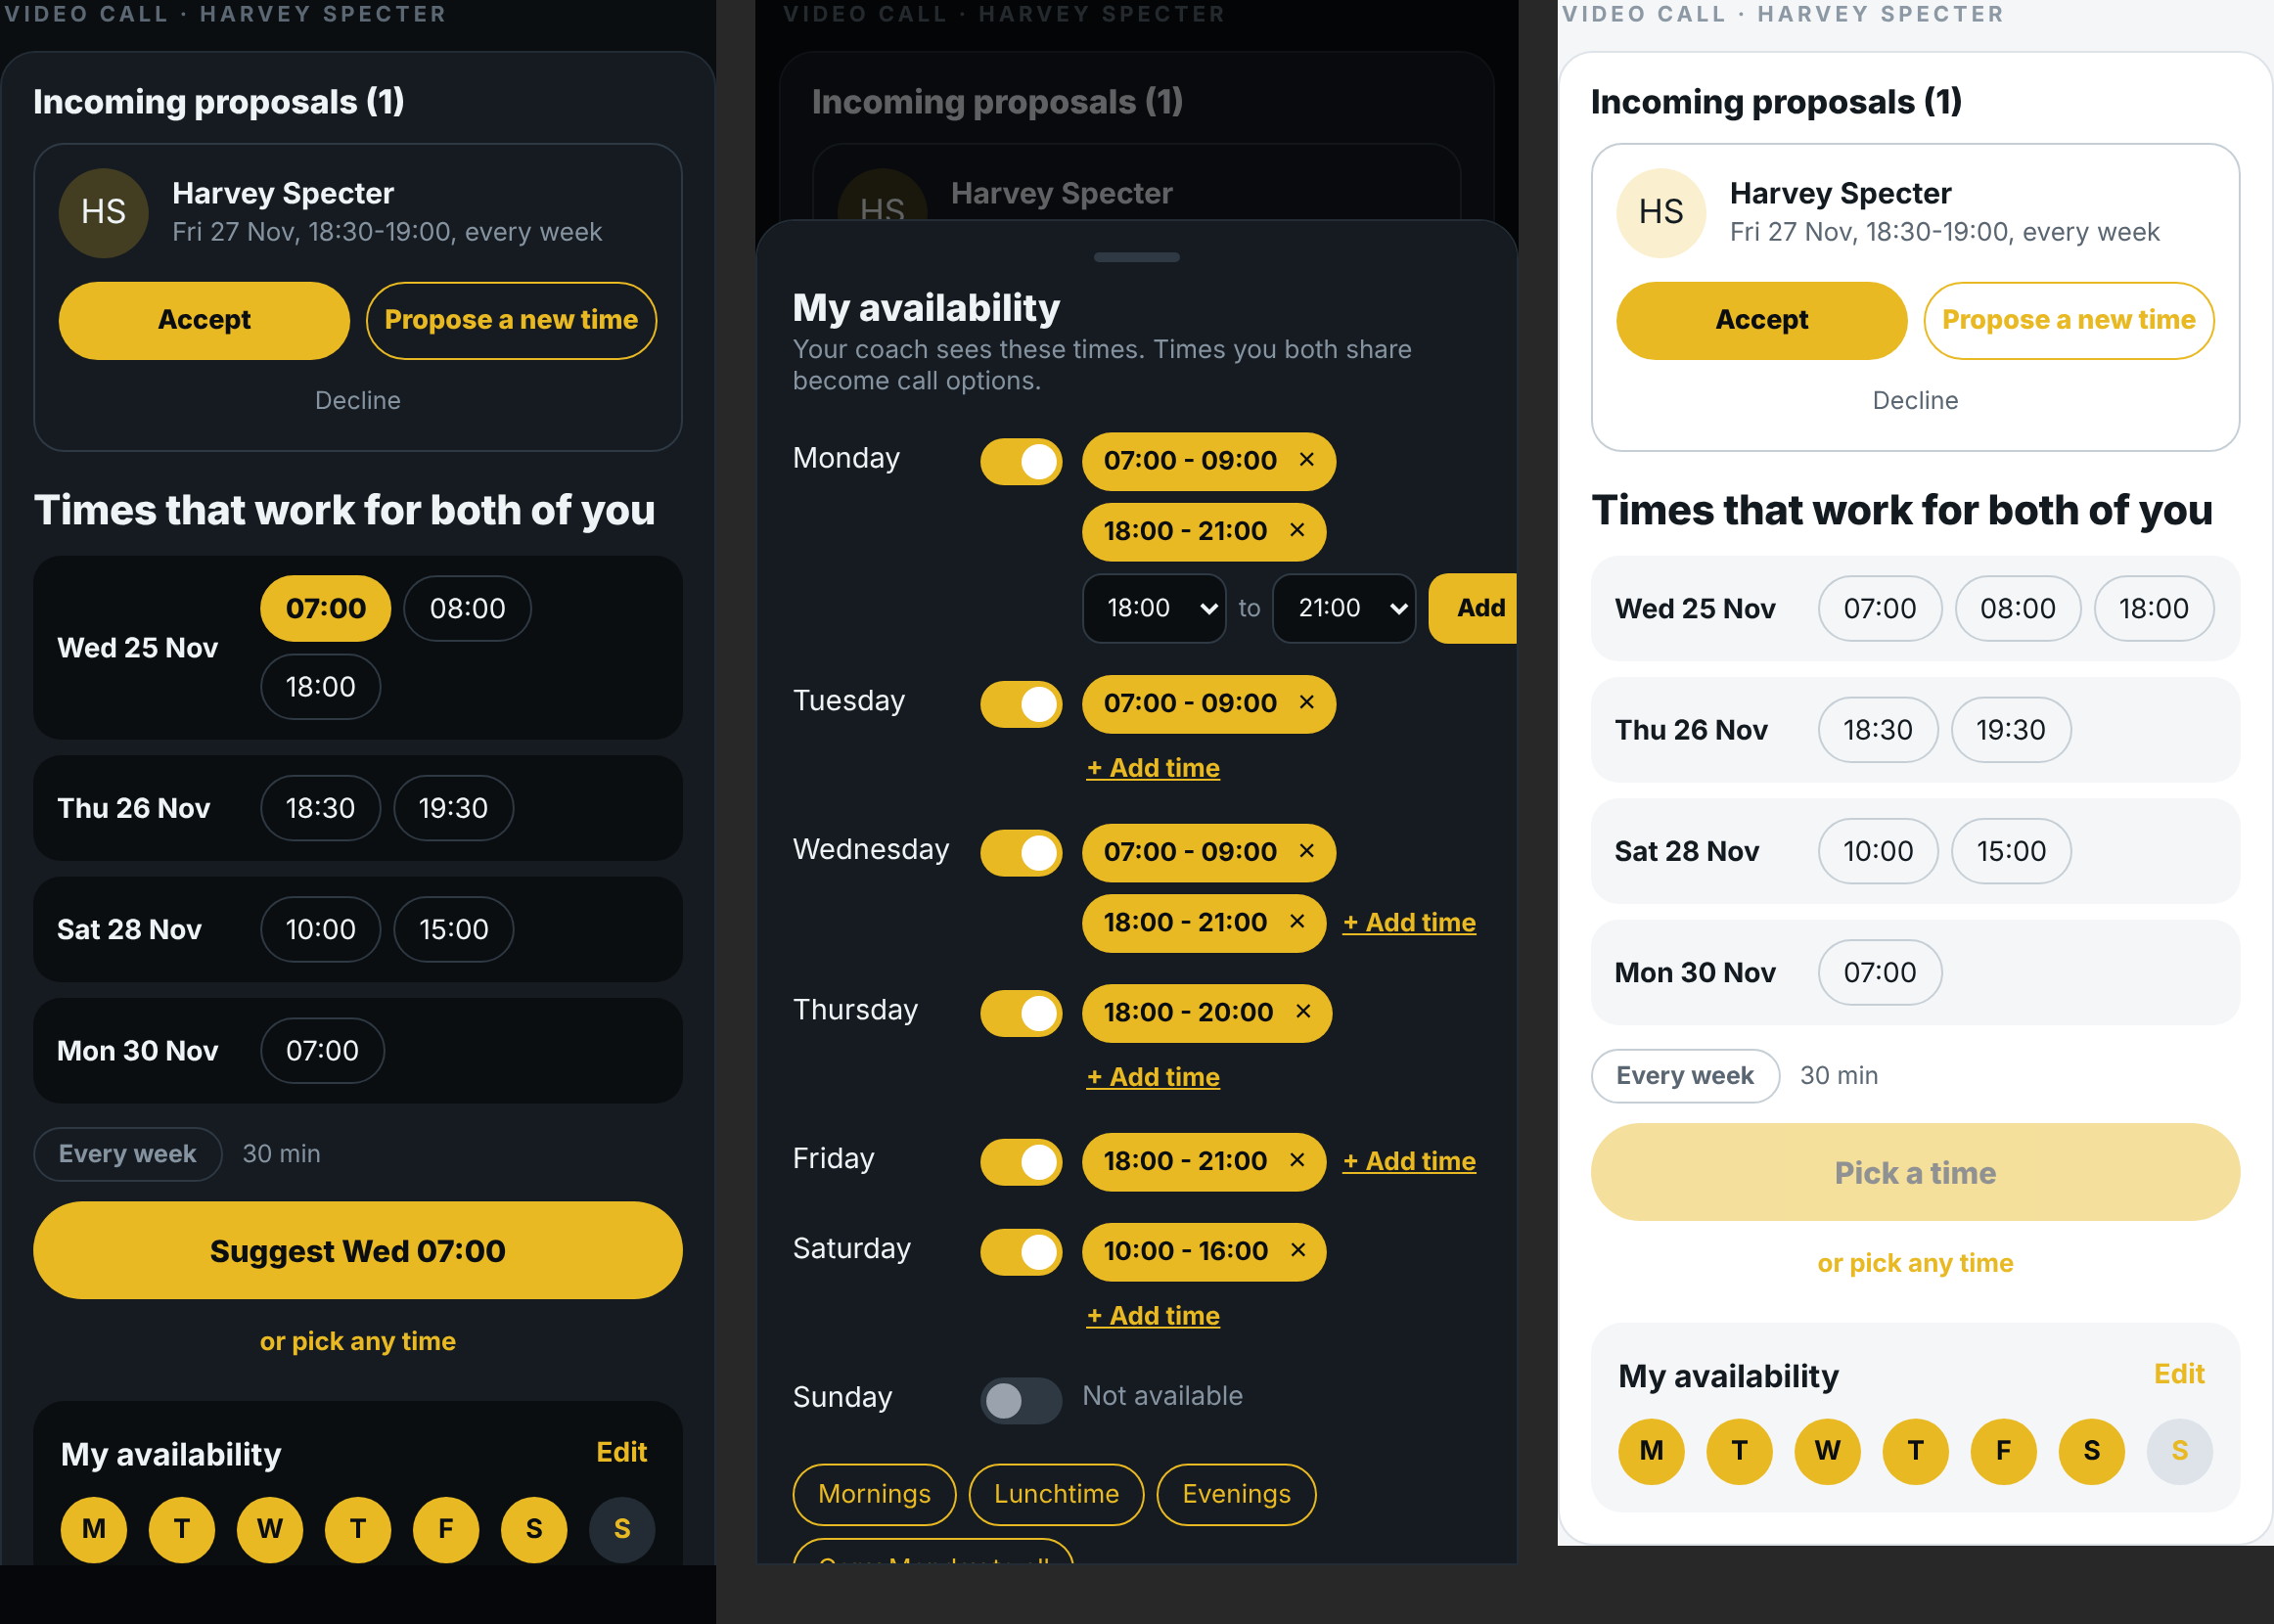 VIDEO CALL · HARVEY SPECTER
Incoming proposals (1)
HS
Harvey Specter
Fri 27 Nov, 18:30-19:00, every week
Accept
Propose a new time
Decline
Times that work for both of you
Wed 25 Nov
07:00
08:00
18:00
Thu 26 Nov
18:30
19:30
Sat 28 Nov
10:00
15:00
Mon 30 Nov
07:00
Every week
30 min
Suggest Wed 07:00
or pick any time
My availability
Edit
M T W T F S S
VIDEO CALL · HARVEY SPECTER
Incoming proposals (1)
HS
Harvey Specter
My availability
Your coach sees these times. Times you both share
become call options.
Monday
07:00 - 09:00 ×
18:00 - 21:00 ×
18:00 to 21:00 Add
Tuesday
07:00 - 09:00 ×
+ Add time
Wednesday
07:00 - 09:00 ×
18:00 - 21:00 × + Add time
Thursday
18:00 - 20:00 ×
+ Add time
Friday
18:00 - 21:00 × + Add time
Saturday
10:00 - 16:00 ×
+ Add time
Sunday
Not available
Mornings
Lunchtime
Evenings
VIDEO CALL · HARVEY SPECTER
Incoming proposals (1)
HS
Harvey Specter
Fri 27 Nov, 18:30-19:00, every week
Accept
Propose a new time
Decline
Times that work for both of you
Wed 25 Nov
07:00
08:00
18:00
Thu 26 Nov
18:30
19:30
Sat 28 Nov
10:00
15:00
Mon 30 Nov
07:00
Every week
30 min
Pick a time
or pick any time
My availability
Edit
M T W T F S S